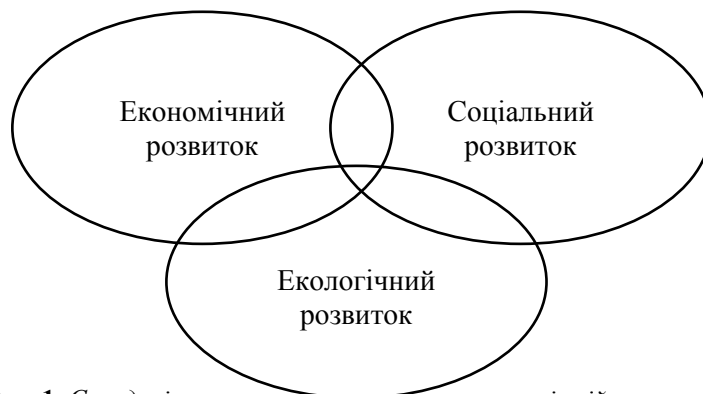 Економічний
розвиток
Соціальний
розвиток
Екологічний
розвиток